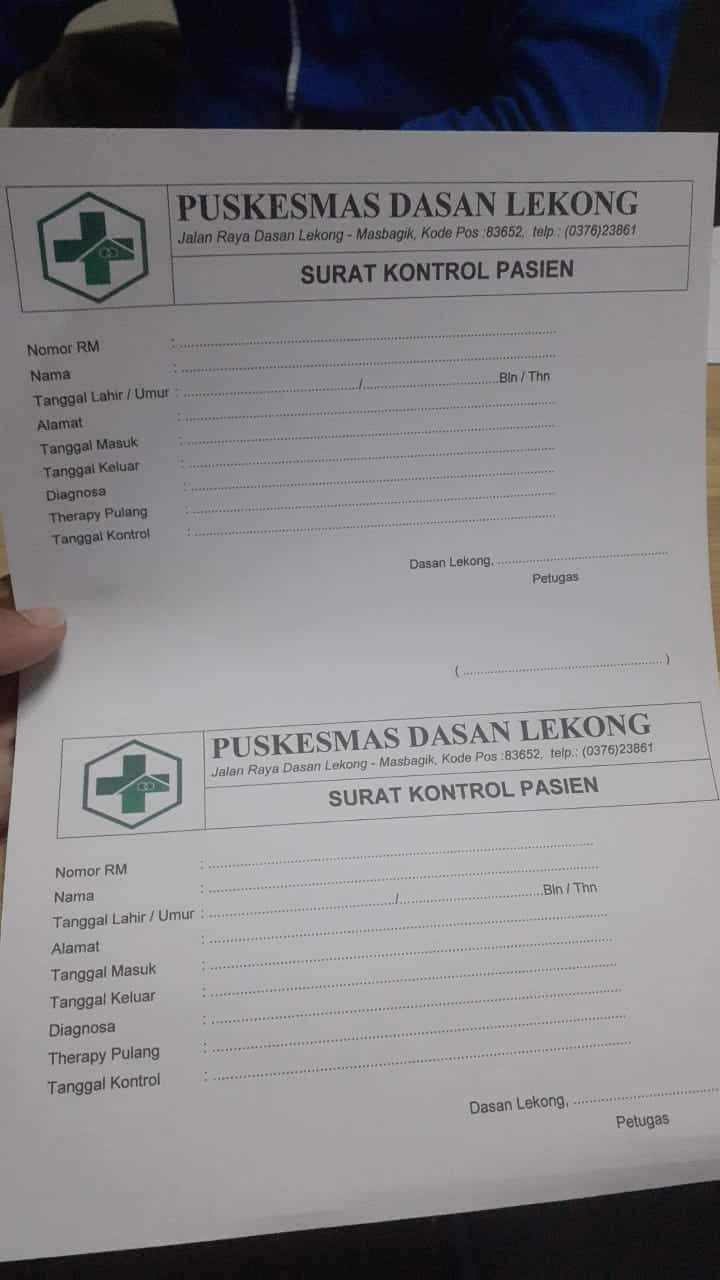 PUSKESMAS DASAN LEKONG
Jalan Raya Dasan Lekong - Masbagik, Kode Pos :83652, telp.: (0376)23861
SURAT KONTROL PASIEN
Nomor RM : ........................................
Nama : ........................................
Tanggal Lahir / Umur : ..................../....................Bln / Thn
Alamat : ........................................
Tanggal Masuk : ........................................
Tanggal Keluar : ........................................
Diagnosa : ........................................
Therapy Pulang : ........................................
Tanggal Kontrol : ........................................
Dasan Lekong, ........................................
Petugas
( ........................................ )
PUSKESMAS DASAN LEKONG
Jalan Raya Dasan Lekong - Masbagik, Kode Pos :83652, telp.: (0376)23861
SURAT KONTROL PASIEN
Nomor RM : ........................................
Nama : ........................................
Tanggal Lahir / Umur : ..................../....................Bln / Thn
Alamat : ........................................
Tanggal Masuk : ........................................
Tanggal Keluar : ........................................
Diagnosa : ........................................
Therapy Pulang : ........................................
Tanggal Kontrol : ........................................
Dasan Lekong, ........................................
Petugas